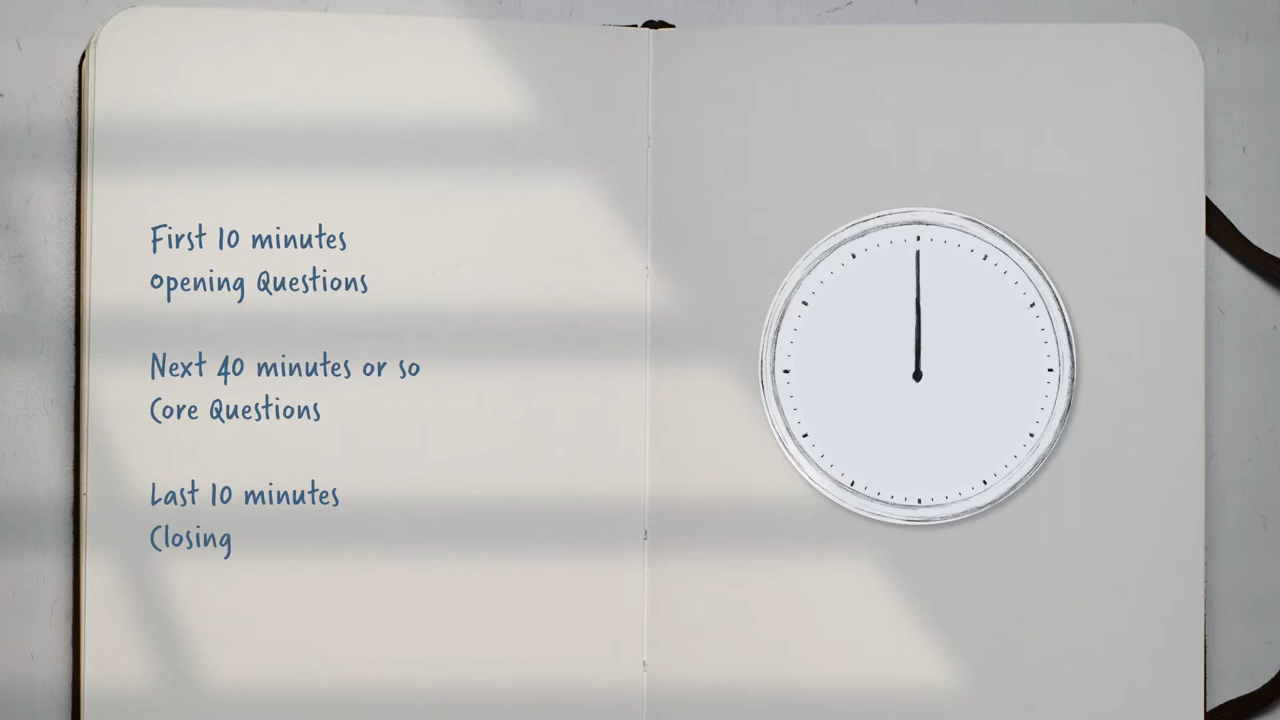 First 10 minutes
Opening Questions
Next 40 minutes or so
Core Questions
Last 10 minutes
Closing